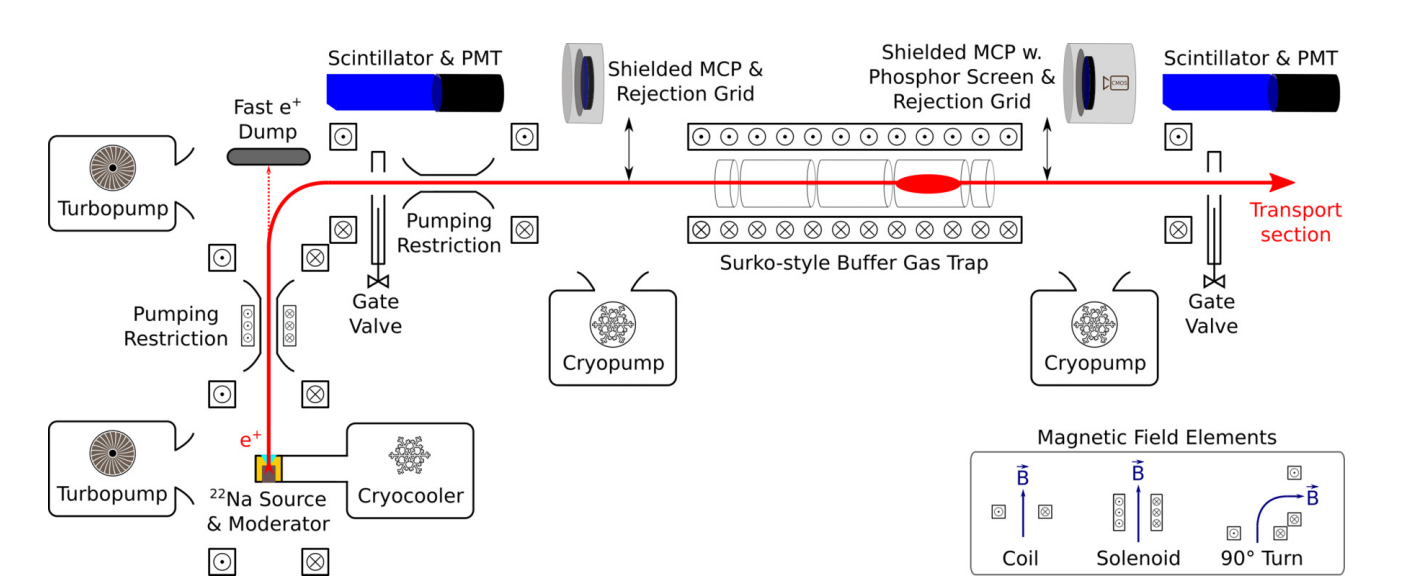 Scintillator & PMT
Shielded MCP &
Rejection Grid
Shielded MCP w.
Phosphor Screen &
Rejection Grid
CMOS
Scintillator & PMT
Fast e⁺
Dump
Turbopump
Pumping
Restriction
Transport
section
Surko-style Buffer Gas Trap
Gate
Valve
Pumping
Restriction
Cryopump
Cryopump
Gate
Valve
e⁺
Turbopump
²²Na Source
& Moderator
Cryocooler
Magnetic Field Elements
B⃗
B⃗
B⃗
Coil
Solenoid
90° Turn